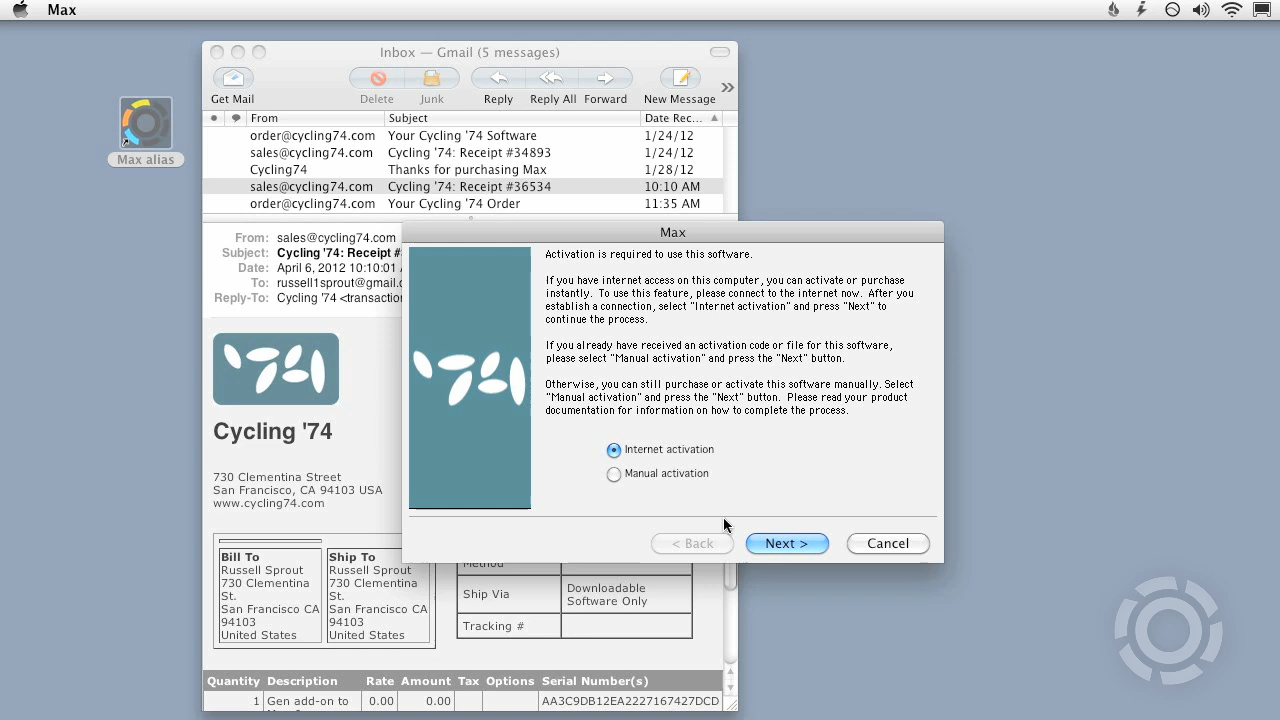 Max
Max alias
Inbox — Gmail (5 messages)
Get Mail
Delete
Junk
Reply
Reply All
Forward
New Message
From Subject Date Rec...
order@cycling74.com Your Cycling '74 Software 1/24/12
sales@cycling74.com Cycling '74: Receipt #34893 1/24/12
Cycling74 Thanks for purchasing Max 1/28/12
sales@cycling74.com Cycling '74: Receipt #36534 10:10 AM
order@cycling74.com Your Cycling '74 Order 11:35 AM
From: sales@cycling74.com
Subject: Cycling '74: Receipt #
Date: April 6, 2012 10:10:01
To: russell1sprout@gmail.c
Reply-To: Cycling '74 <transaction
Cycling '74
730 Clementina Street
San Francisco, CA 94103 USA
www.cycling74.com
Bill To
Russell Sprout
730 Clementina
St.
San Francisco CA
94103
United States
Ship To
Russell Sprout
730 Clementina
St.
San Francisco CA
94103
United States
Method
Ship Via Downloadable
Software Only
Tracking #
Quantity Description Rate Amount Tax Options Serial Number(s)
1 Gen add-on to 0.00 0.00 AA3C9DB12EA2227167427DCD
Max
Activation is required to use this software.
If you have internet access on this computer, you can activate or purchase
instantly. To use this feature, please connect to the internet now. After you
establish a connection, select "Internet activation" and press "Next" to
continue the process.
If you already have received an activation code or file for this software,
please select "Manual activation" and press the "Next" button.
Otherwise, you can still purchase or activate this software manually. Select
"Manual activation" and press the "Next" button. Please read your product
documentation for information on how to complete the process.
Internet activation
Manual activation
< Back
Next >
Cancel